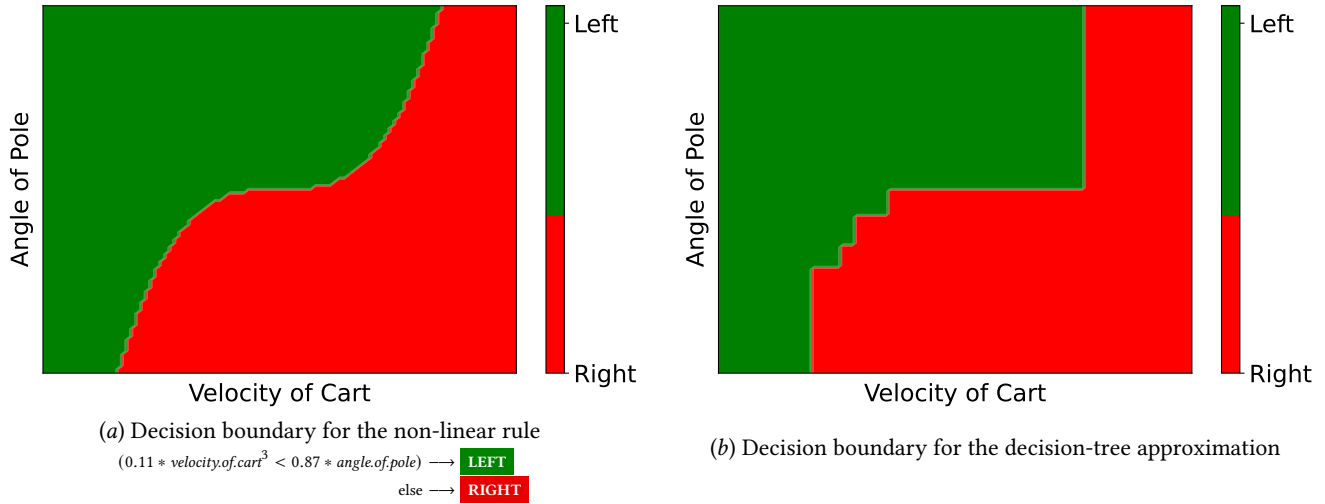 Left
Right
Angle of Pole
Velocity of Cart
(a) Decision boundary for the non-linear rule
(0.11 * velocity.of.cart³ < 0.87 * angle.of.pole) ⟶ LEFT
else ⟶ RIGHT
Left
Right
Angle of Pole
Velocity of Cart
(b) Decision boundary for the decision-tree approximation